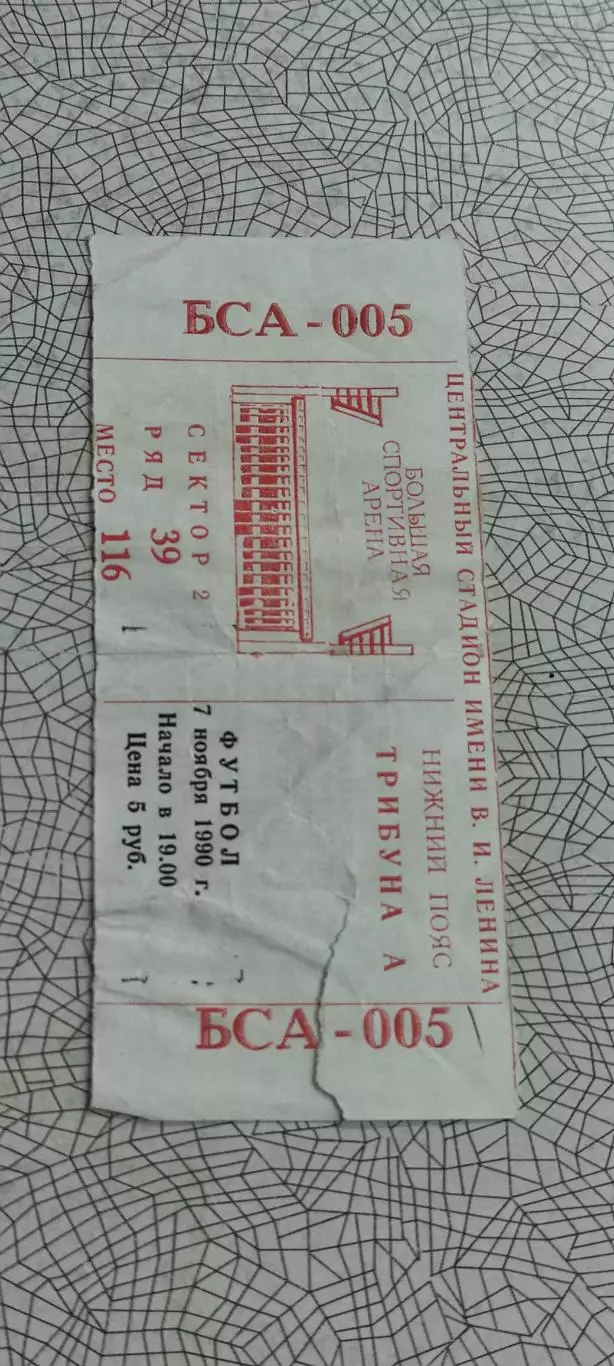 БСА - 005
ЦЕНТРАЛЬНЫЙ СТАДИОН ИМЕНИ В. И. ЛЕНИНА
БОЛЬШАЯ
СПОРТИВНАЯ
АРЕНА
СЕКТОР 2
РЯД 39
МЕСТО 116
НИЖНИЙ ПОЯС
ТРИБУНА А
ФУТБОЛ
7 ноября 1990 г.
Начало в 19.00
Цена 5 руб.
БСА - 005